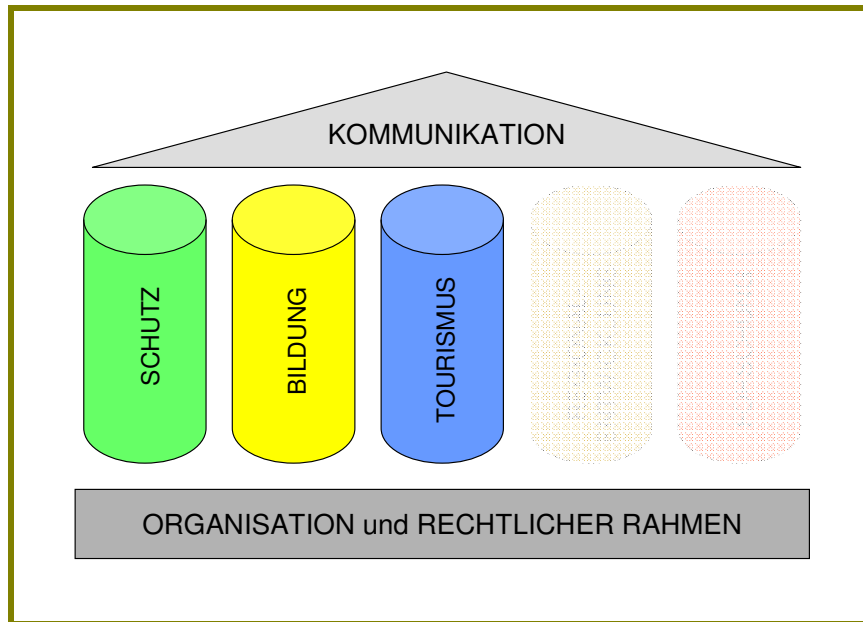 KOMMUNIKATION
SCHUTZ
BILDUNG
TOURISMUS
ORGANISATION und RECHTLICHER RAHMEN